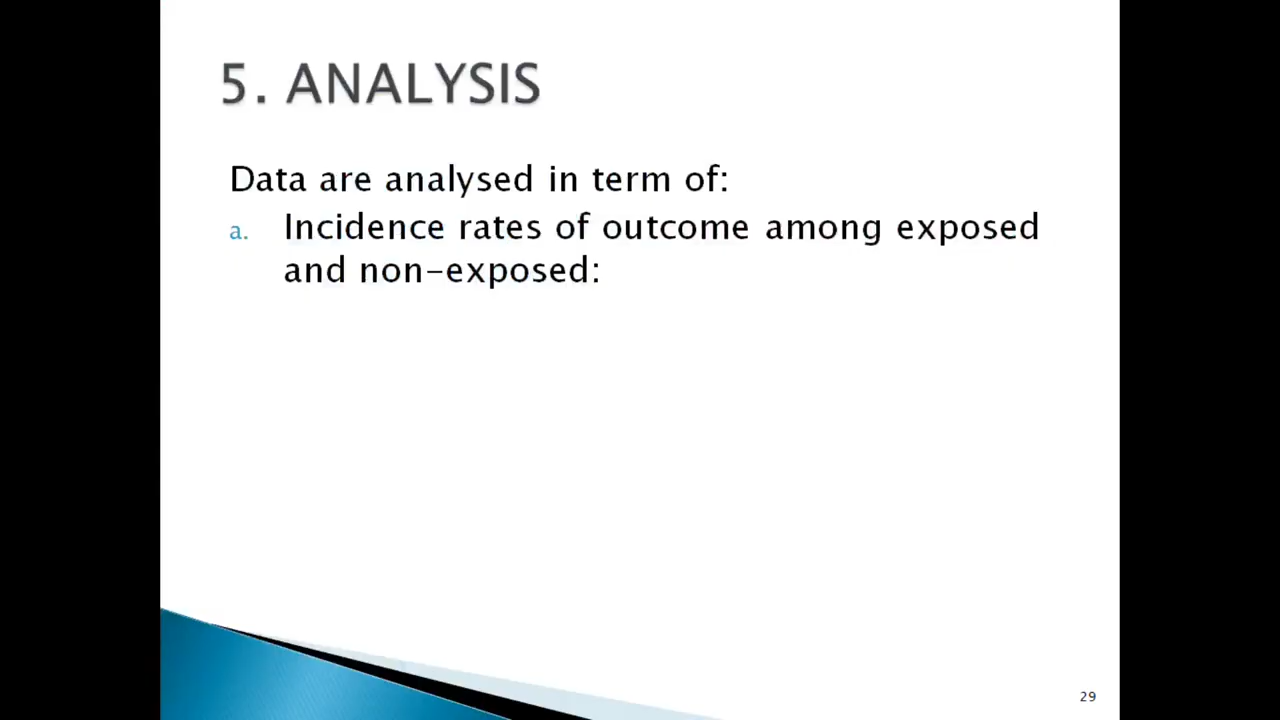 5. ANALYSIS
Data are analysed in term of:
a. Incidence rates of outcome among exposed
and non-exposed:
29